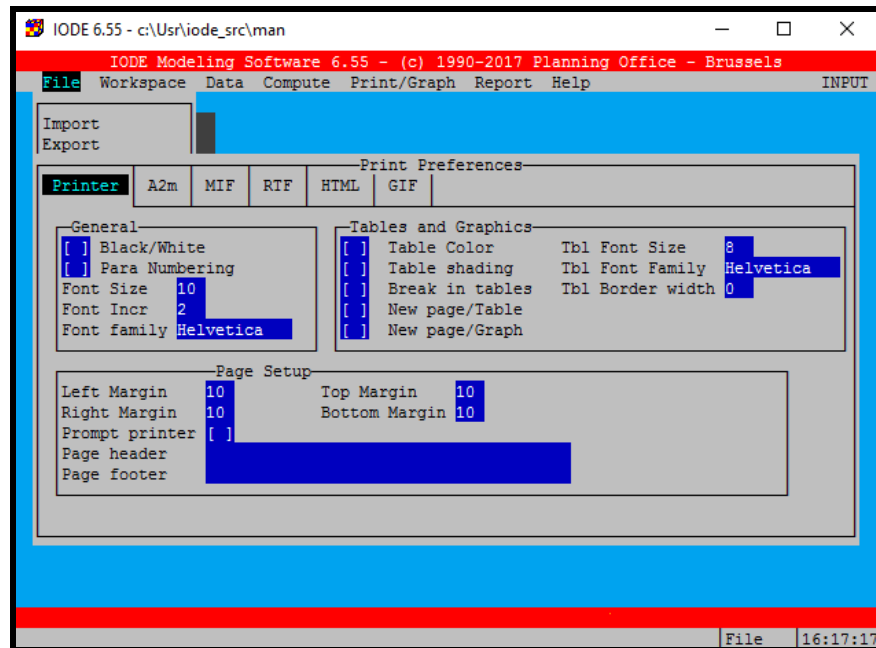 IODE 6.55 - c:\Usr\iode_src\man
IODE Modeling Software 6.55 - (c) 1990-2017 Planning Office - Brussels
File Workspace Data Compute Print/Graph Report Help INPUT
Import
Export
Print Preferences
Printer A2m MIF RTF HTML GIF
General Tables and Graphics
[ ] Black/White [ ] Table Color Tbl Font Size 8
[ ] Para Numbering [ ] Table shading Tbl Font Family Helvetica
Font Size 10 [ ] Break in tables Tbl Border width 0
Font Incr 2 [ ] New page/Table
Font family Helvetica [ ] New page/Graph
Page Setup
Left Margin 10 Top Margin 10
Right Margin 10 Bottom Margin 10
Prompt printer [ ]
Page header
Page footer
File 16:17:17